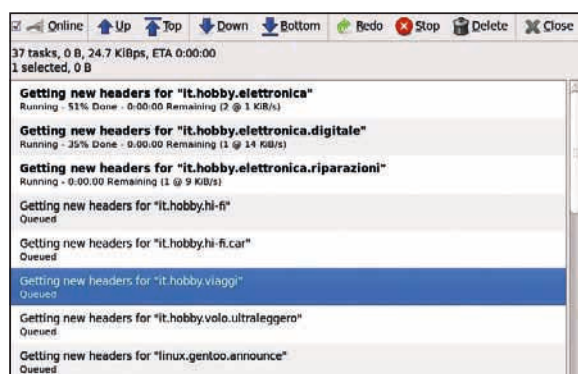 Online Up Top Down Bottom Redo Stop Delete Close
37 tasks, 0 B, 24.7 KiBps, ETA 0:00:00
1 selected, 0 B
Getting new headers for "it.hobby.elettronica"
Running - 51% Done - 0:00:00 Remaining (2 @ 1 KiB/s)
Getting new headers for "it.hobby.elettronica.digitale"
Running - 35% Done - 0:00:00 Remaining (1 @ 14 KiB/s)
Getting new headers for "it.hobby.elettronica.riparazioni"
Running - 0:00:00 Remaining (1 @ 9 KiB/s)
Getting new headers for "it.hobby.hi-fi"
Queued
Getting new headers for "it.hobby.hi-fi.car"
Queued
Getting new headers for "it.hobby.viaggi"
Queued
Getting new headers for "it.hobby.volo.ultraleggero"
Queued
Getting new headers for "linux.gentoo.announce"
Queued